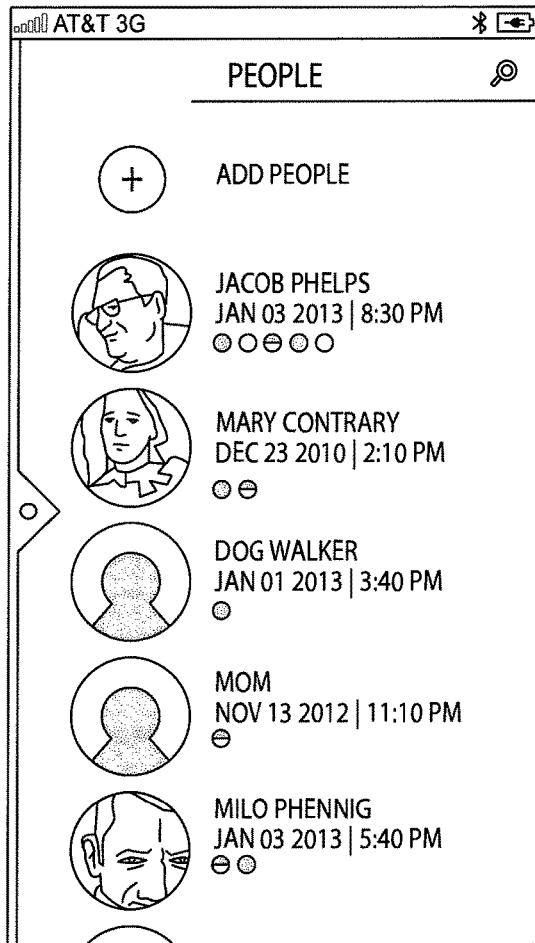 AT&T 3G
PEOPLE
ADD PEOPLE
JACOB PHELPS
JAN 03 2013 | 8:30 PM
MARY CONTRARY
DEC 23 2010 | 2:10 PM
DOG WALKER
JAN 01 2013 | 3:40 PM
MOM
NOV 13 2012 | 11:10 PM
MILO PHENNIG
JAN 03 2013 | 5:40 PM